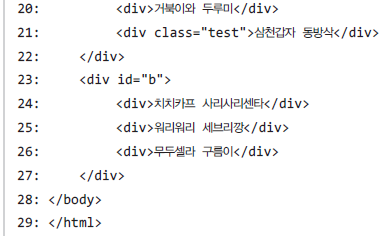 20:         <div>거북이와 두루미</div>
21:         <div class="test">삼천갑자 동방삭</div>
22:     </div>
23:     <div id="b">
24:         <div>치치카프 사리사리센타</div>
25:         <div>워리워리 세브리깡</div>
26:         <div>무두셀라 구름이</div>
27:     </div>
28: </body>
29: </html>